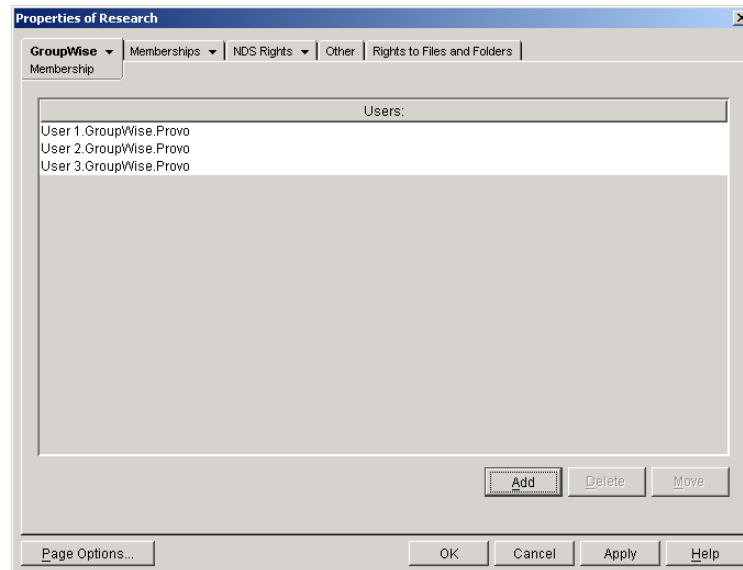 Properties of Research
GroupWise Memberships NDS Rights Other Rights to Files and Folders
Membership
Users:
User 1.GroupWise.Provo
User 2.GroupWise.Provo
User 3.GroupWise.Provo
Add Delete Move
Page Options... OK Cancel Apply Help